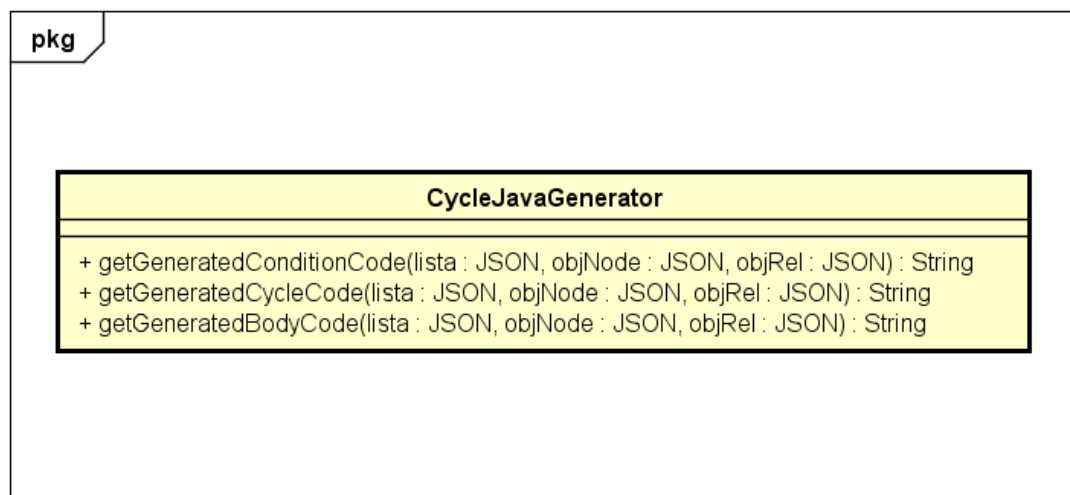 pkg
CycleJavaGenerator
+ getGeneratedConditionCode(lista : JSON, objNode : JSON, objRel : JSON) : String
+ getGeneratedCycleCode(lista : JSON, objNode : JSON, objRel : JSON) : String
+ getGeneratedBodyCode(lista : JSON, objNode : JSON, objRel : JSON) : String